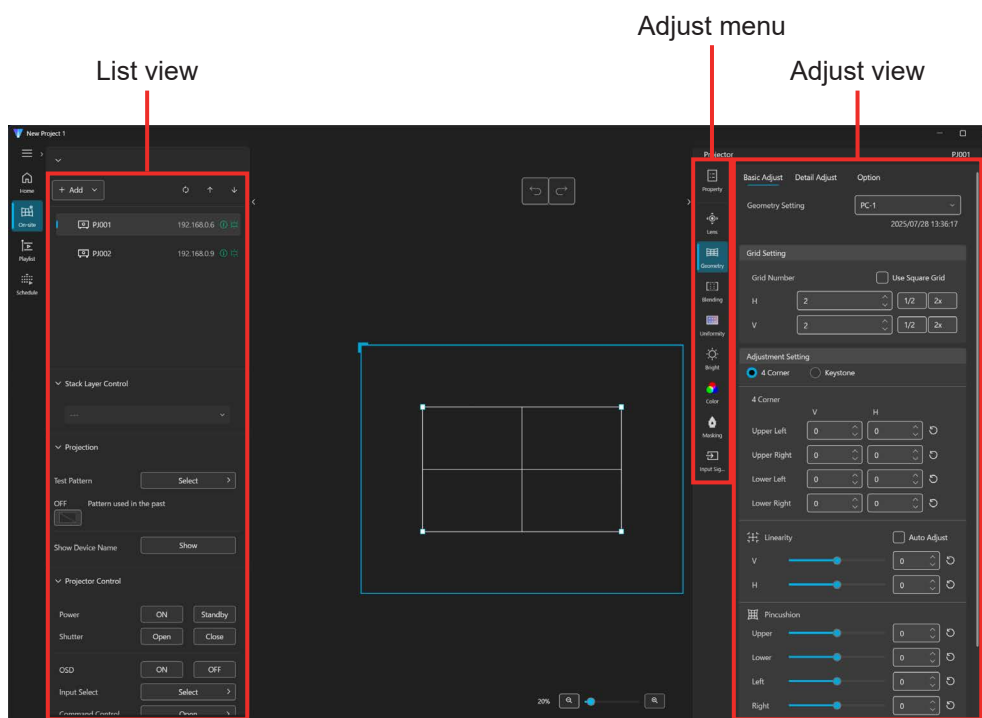 Adjust menu
List view
Adjust view
New Project 1
Home
On-site
Playlist
Schedule
+ Add
PJ001 192.168.0.6
PJ002 192.168.0.9
Stack Layer Control
----
Projection
Test Pattern Select >
OFF Pattern used in the past
Show Device Name Show
Projector Control
Power ON Standby
Shutter Open Close
OSD ON OFF
Input Select Select >
Command Control Open >
20%
Projector PJ001
Property
Lens
Geometry
Blending
Uniformity
Bright
Color
Masking
Input Sig...
Basic Adjust Detail Adjust Option
Geometry Setting PC-1
2025/07/28 13:36:17
Grid Setting
Grid Number Use Square Grid
H 2 1/2 2x
V 2 1/2 2x
Adjustment Setting
4 Corner Keystone
4 Corner
V H
Upper Left 0 0
Upper Right 0 0
Lower Left 0 0
Lower Right 0 0
Linearity Auto Adjust
V 0
H 0
Pincushion
Upper 0
Lower 0
Left 0
Right 0